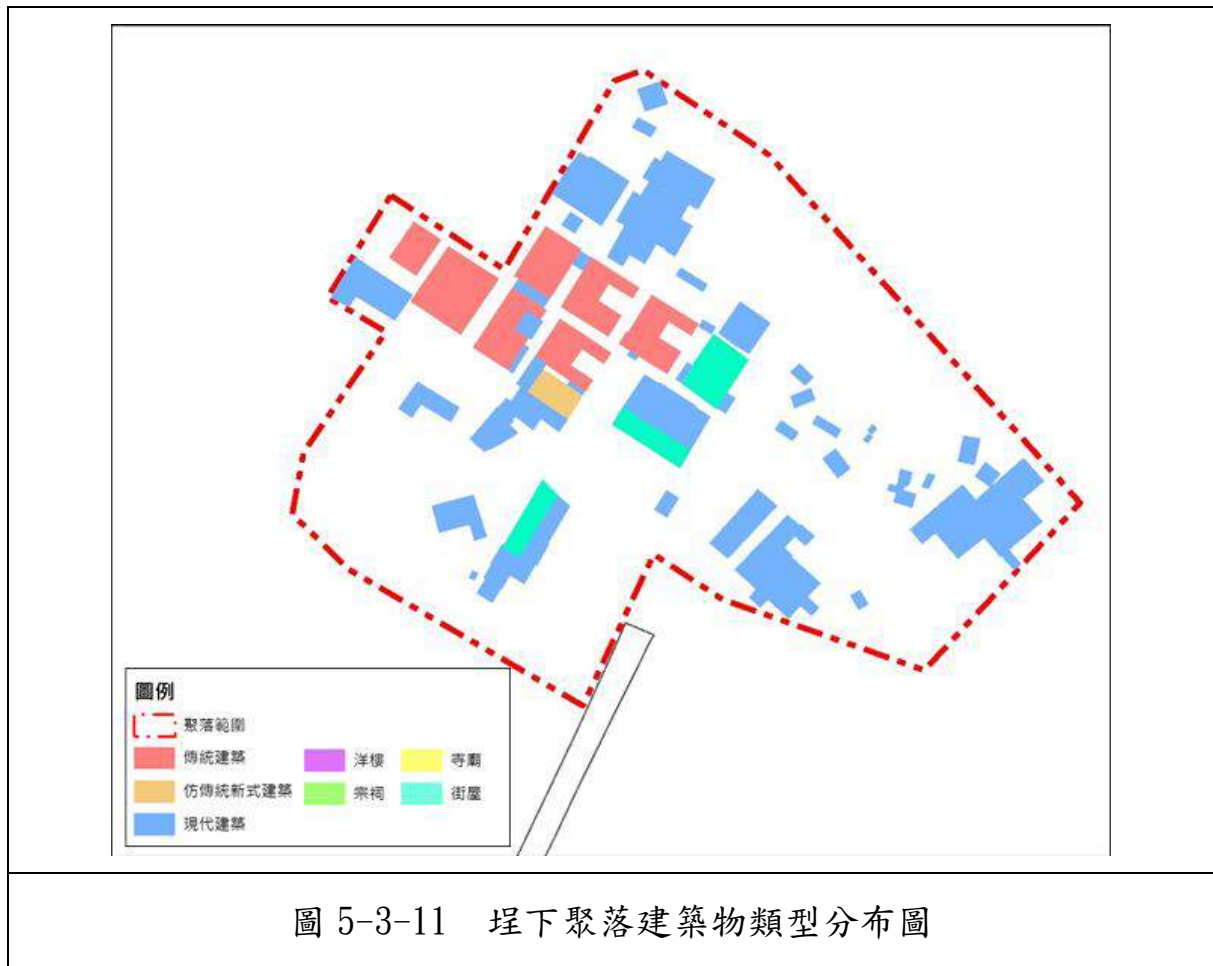 圖例
聚落範圍
傳統建築
洋樓
寺廟
仿傳統新式建築
宗祠
街屋
現代建築
圖 5-3-11 埕下聚落建築物類型分布圖